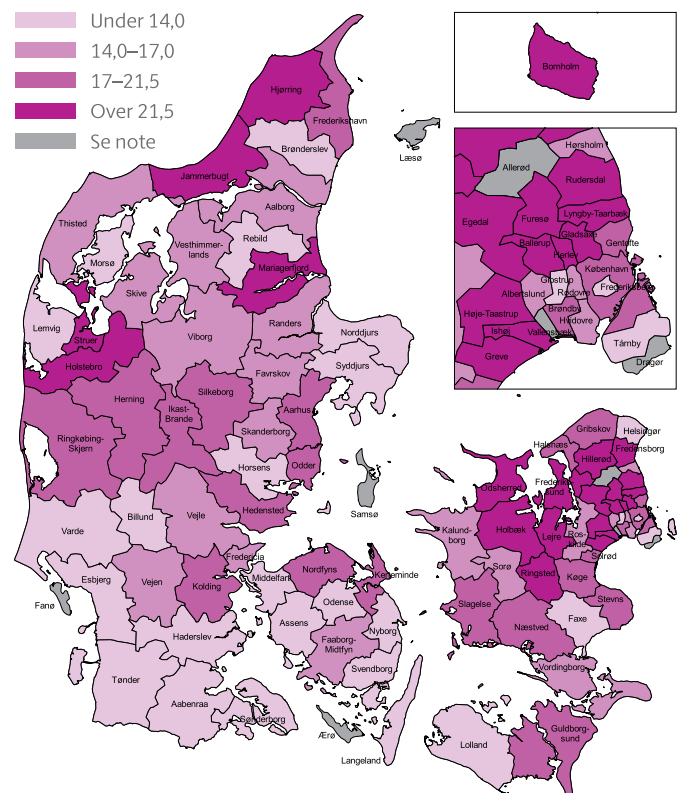 Under 14,0
14,0–17,0
17–21,5
Over 21,5
Se note
Bornholm
Hjørring
Frederikshavn
Læsø
Brønderslev
Jammerbugt
Thisted
Aalborg
Vesthimmer-
lands
Rebild
Morsø
Mariagerfjord
Skive
Lemvig
Struer
Viborg
Randers
Norddjurs
Holstebro
Favrskov
Syddjurs
Herning
Silkeborg
Ikast-
Brande
Aarhus
Skanderborg
Ringkøbing-
Skjern
Horsens
Odder
Samsø
Hedensted
Billund
Vejle
Varde
Fredericia
Middelfart
Nordfyns
Kerteminde
Esbjerg
Vejen
Kolding
Fanø
Odense
Assens
Nyborg
Haderslev
Faaborg-
Midtfyn
Svendborg
Tønder
Aabenraa
Sønderborg
Ærø
Langeland
Hørsholm
Allerød
Rudersdal
Egedal
Furesø
Lyngby-Taarbæk
Gladsaxe
Ballerup
Gentofte
Herlev
København
Glostrup
Frederiksberg
Albertslund
Rødovre
Brøndby
Høje-Taastrup
Hvidovre
Ishøj
Vallensbæk
Tårnby
Greve
Dragør
Gribskov
Helsingør
Halsnæs
Fredensborg
Hillerød
Odsherred
Frederik-
sund
Kalund-
borg
Holbæk
Lejre
Ros-
kilde
Solrød
Sorø
Ringsted
Køge
Slagelse
Stevns
Næstved
Faxe
Vordingborg
Lolland
Guldborg-
sund